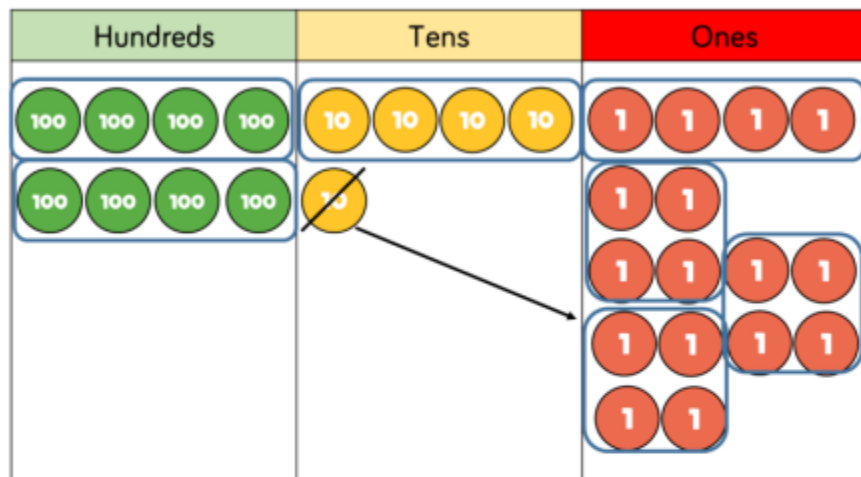 Hundreds Tens Ones
100 100 100 100 10 10 10 10 1 1 1 1
100 100 100 100 10 1 1
1 1 1 1
1 1 1 1
1 1